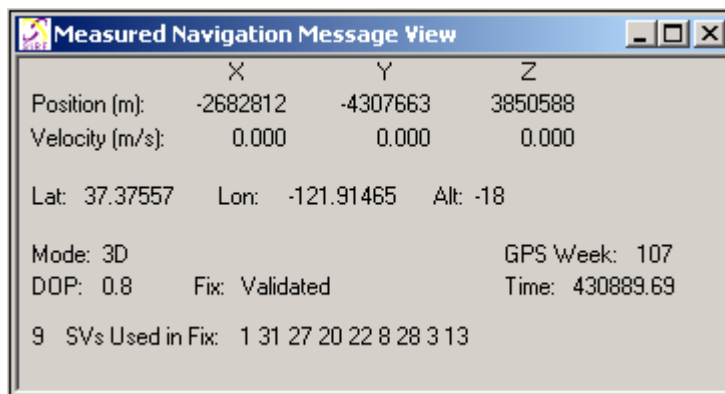 Measured Navigation Message View
X Y Z
Position (m): -2682812 -4307663 3850588
Velocity (m/s): 0.000 0.000 0.000
Lat: 37.37557 Lon: -121.91465 Alt: -18
Mode: 3D GPS Week: 107
DOP: 0.8 Fix: Validated Time: 430889.69
9 SVs Used in Fix: 1 31 27 20 22 8 28 3 13